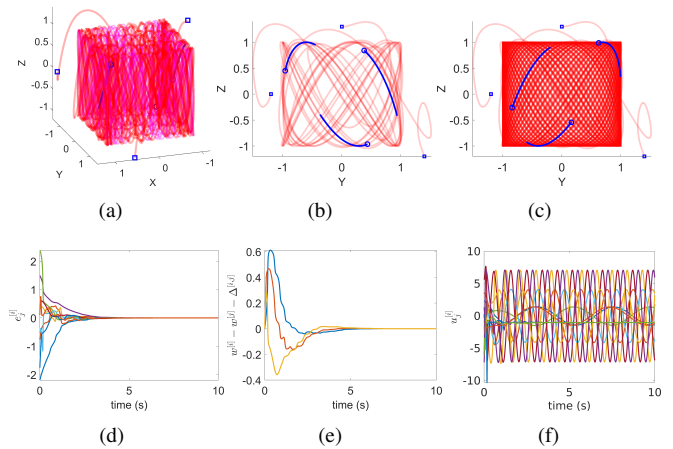 1
0.5
0
-0.5
-1
Z
1
0
-1
Y
1
0
-1
X
(a)
1
0.5
0
-0.5
-1
Z
-1
0
1
Y
(b)
1
0.5
0
-0.5
-1
Z
-1
0
1
Y
(c)
2
1
0
-1
-2
e_j^{[i]}
0
5
10
time (s)
(d)
0.6
0.4
0.2
0
-0.2
-0.4
w^{[i]} − w^{[j]} − Δ^{[i,j]}
0
5
10
time (s)
(e)
10
5
0
-5
-10
u_j^{[i]}
0
5
10
time (s)
(f)